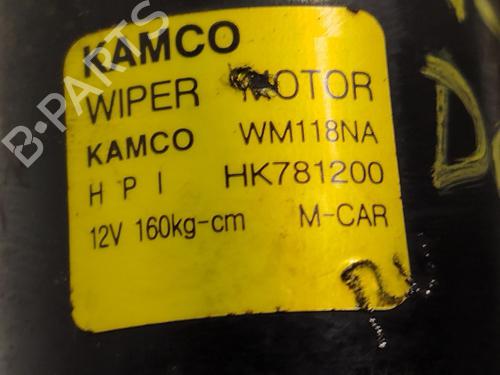 KAMCO
WIPER MOTOR
KAMCO WM118NA
H P I HK781200
12V 160kg-cm M-CAR
B-PARTS